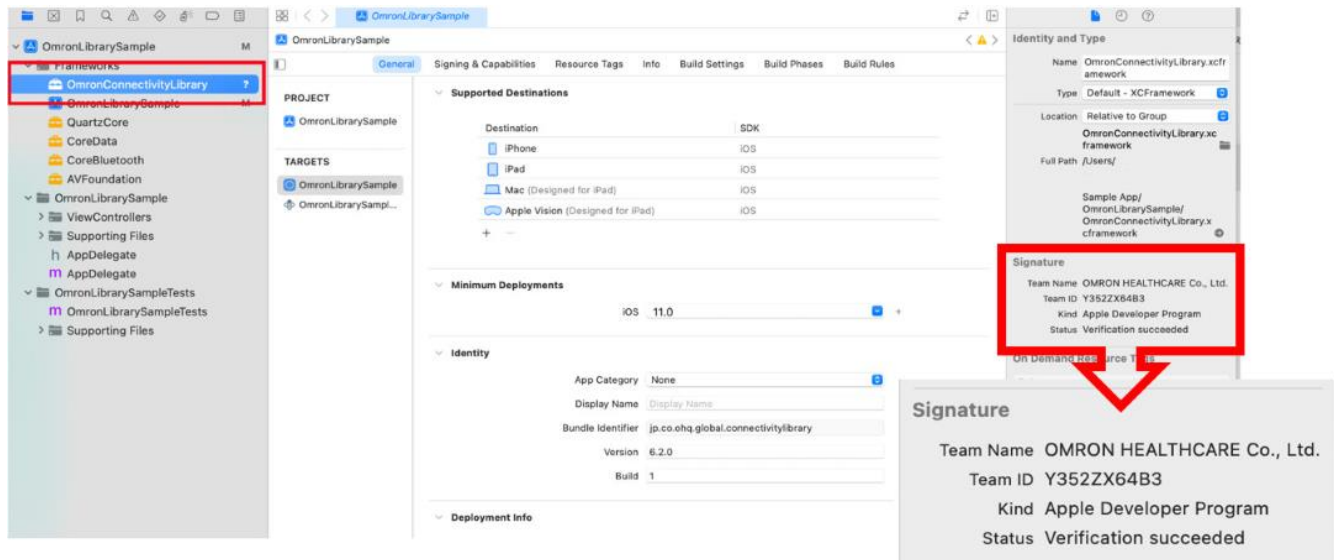 OmronLibrarySample
OmronLibrarySample M
Frameworks
OmronConnectivityLibrary ?
OmronLibrarySample M
QuartzCore
CoreData
CoreBluetooth
AVFoundation
OmronLibrarySample
ViewControllers
Supporting Files
h AppDelegate
m AppDelegate
OmronLibrarySampleTests
m OmronLibrarySampleTests
Supporting Files
OmronLibrarySample
General Signing & Capabilities Resource Tags Info Build Settings Build Phases Build Rules
PROJECT
OmronLibrarySample
TARGETS
OmronLibrarySample
OmronLibrarySampl...
Supported Destinations
Destination SDK
iPhone iOS
iPad iOS
Mac (Designed for iPad) iOS
Apple Vision (Designed for iPad) iOS
+ −
Minimum Deployments
iOS 11.0 +
Identity
App Category None
Display Name Display Name
Bundle Identifier jp.co.ohq.global.connectivitylibrary
Version 6.2.0
Build 1
Deployment Info
Identity and Type
Name OmronConnectivityLibrary.xcfr
amework
Type Default - XCFramework
Location Relative to Group
OmronConnectivityLibrary.xc
framework
Full Path /Users/
Sample App/
OmronLibrarySample/
OmronConnectivityLibrary.x
cframework
Signature
Team Name OMRON HEALTHCARE Co., Ltd.
Team ID Y352ZX64B3
Kind Apple Developer Program
Status Verification succeeded
On Demand Resource
Signature
Team Name OMRON HEALTHCARE Co., Ltd.
Team ID Y352ZX64B3
Kind Apple Developer Program
Status Verification succeeded